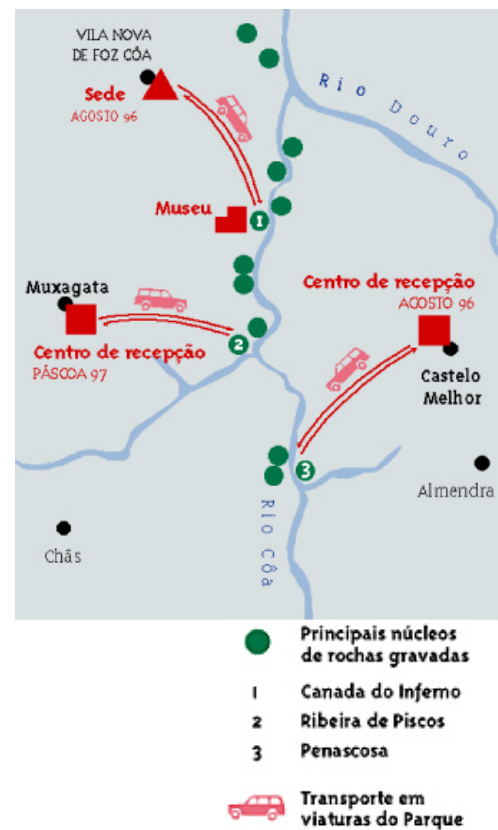 VILA NOVA
DE FOZ CÔA
Sede
AGOSTO 96
Rio Douro
Museu
1
Muxagata
Centro de recepção
PÁSCOA 97
2
Centro de recepção
AGOSTO 96
Castelo
Melhor
3
Almendra
Rio Côa
Chãs
Principais núcleos
de rochas gravadas
1 Canada do Inferno
2 Ribeira de Piscos
3 Penascosa
Transporte em
viaturas do Parque